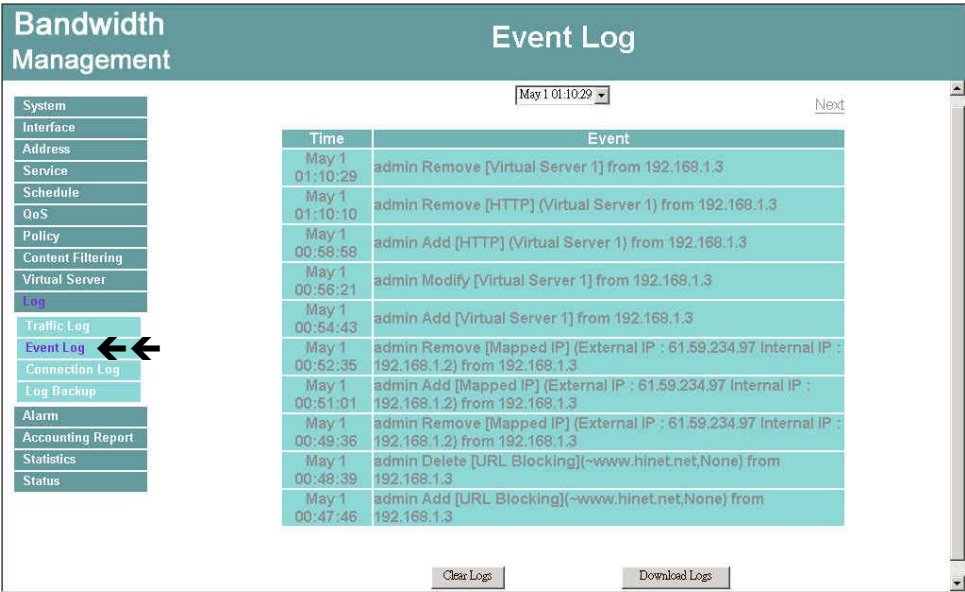 Bandwidth
Management
Event Log
May 1 01:10:29
Next
System
Interface
Address
Service
Schedule
QoS
Policy
Content Filtering
Virtual Server
Log
Traffic Log
Event Log
Connection Log
Log Backup
Alarm
Accounting Report
Statistics
Status
Time Event
May 1
01:10:29
admin Remove [Virtual Server 1] from 192.168.1.3
May 1
01:10:10
admin Remove [HTTP] (Virtual Server 1) from 192.168.1.3
May 1
00:58:58
admin Add [HTTP] (Virtual Server 1) from 192.168.1.3
May 1
00:56:21
admin Modify [Virtual Server 1] from 192.168.1.3
May 1
00:54:43
admin Add [Virtual Server 1] from 192.168.1.3
May 1
00:52:35
admin Remove [Mapped IP] (External IP : 61.59.234.97 Internal IP :
192.168.1.2) from 192.168.1.3
May 1
00:51:01
admin Add [Mapped IP] (External IP : 61.59.234.97 Internal IP :
192.168.1.2) from 192.168.1.3
May 1
00:49:36
admin Remove [Mapped IP] (External IP : 61.59.234.97 Internal IP :
192.168.1.2) from 192.168.1.3
May 1
00:48:39
admin Delete [URL Blocking](~www.hinet.net,None) from
192.168.1.3
May 1
00:47:46
admin Add [URL Blocking](~www.hinet.net,None) from
192.168.1.3
Clear Logs
Download Logs